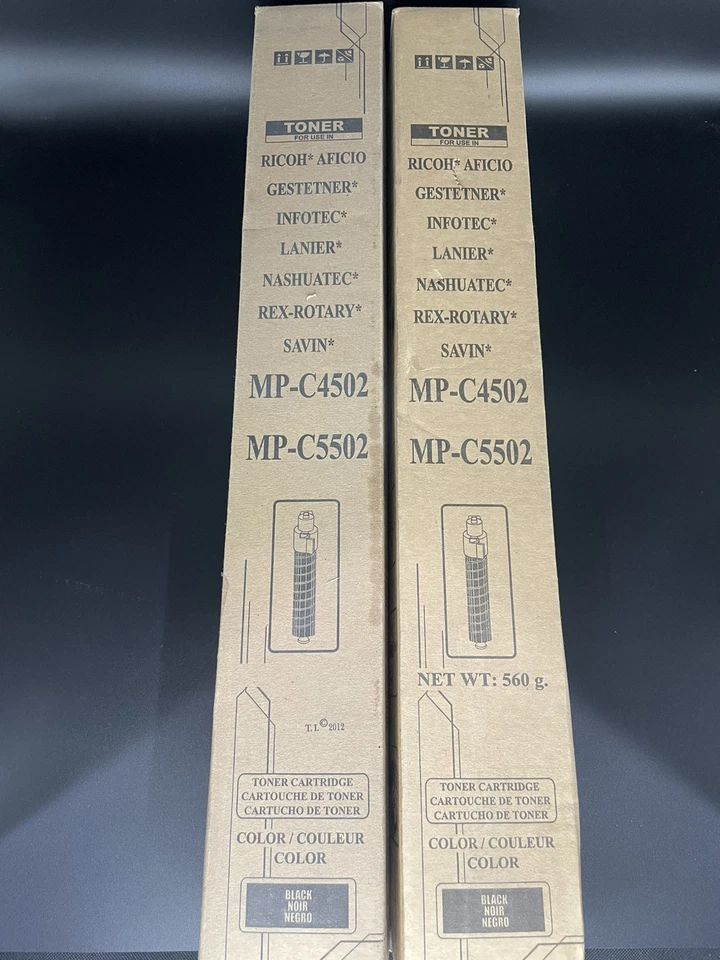 TONER
FOR USE IN
RICOH* AFICIO
GESTETNER*
INFOTEC*
LANIER*
NASHUATEC*
REX-ROTARY*
SAVIN*
MP-C4502
MP-C5502
T. I.© 2012
TONER CARTRIDGE
CARTOUCHE DE TONER
CARTUCHO DE TONER
COLOR / COULEUR
COLOR
BLACK
NOIR
NEGRO
TONER
FOR USE IN
RICOH* AFICIO
GESTETNER*
INFOTEC*
LANIER*
NASHUATEC*
REX-ROTARY*
SAVIN*
MP-C4502
MP-C5502
NET WT: 560 g.
TONER CARTRIDGE
CARTOUCHE DE TONER
CARTUCHO DE TONER
COLOR / COULEUR
COLOR
BLACK
NOIR
NEGRO